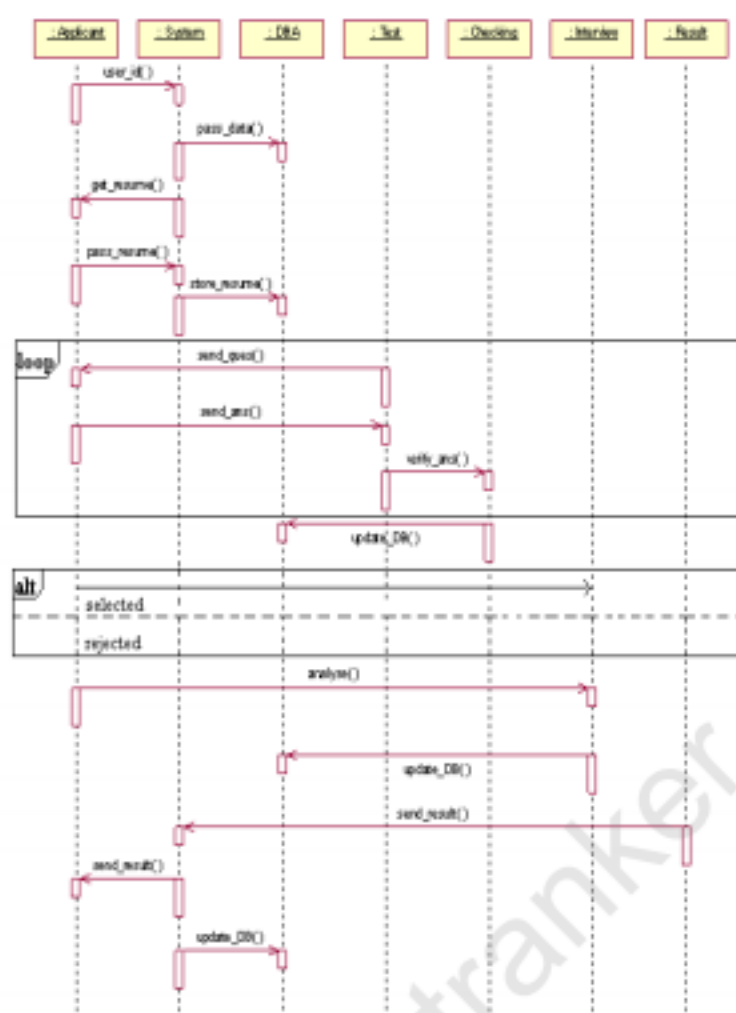 : Applicant
: System
: DBA
: Test
: Checking
: Interview
: Result
user_id()
pass_data()
get_resume()
pass_resume()
store_resume()
loop
send_ques()
send_ans()
verify_ans()
update_DB()
alt
selected
rejected
analyse()
update_DB()
send_result()
send_result()
update_DB()
tranker